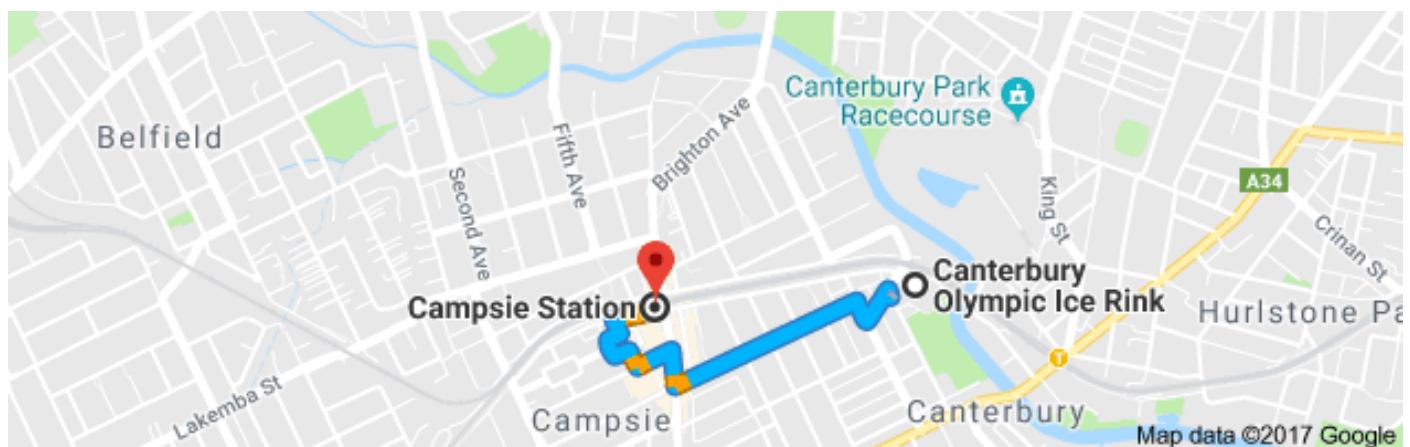 Canterbury Park
Racecourse
Belfield
Fifth Ave
Brighton Ave
Second Ave
King St
A34
Crinan St
Campsie Station
Canterbury
Olympic Ice Rink
Hurlstone Pa
T
Lakemba St
Campsie
Canterbury
Map data ©2017 Google